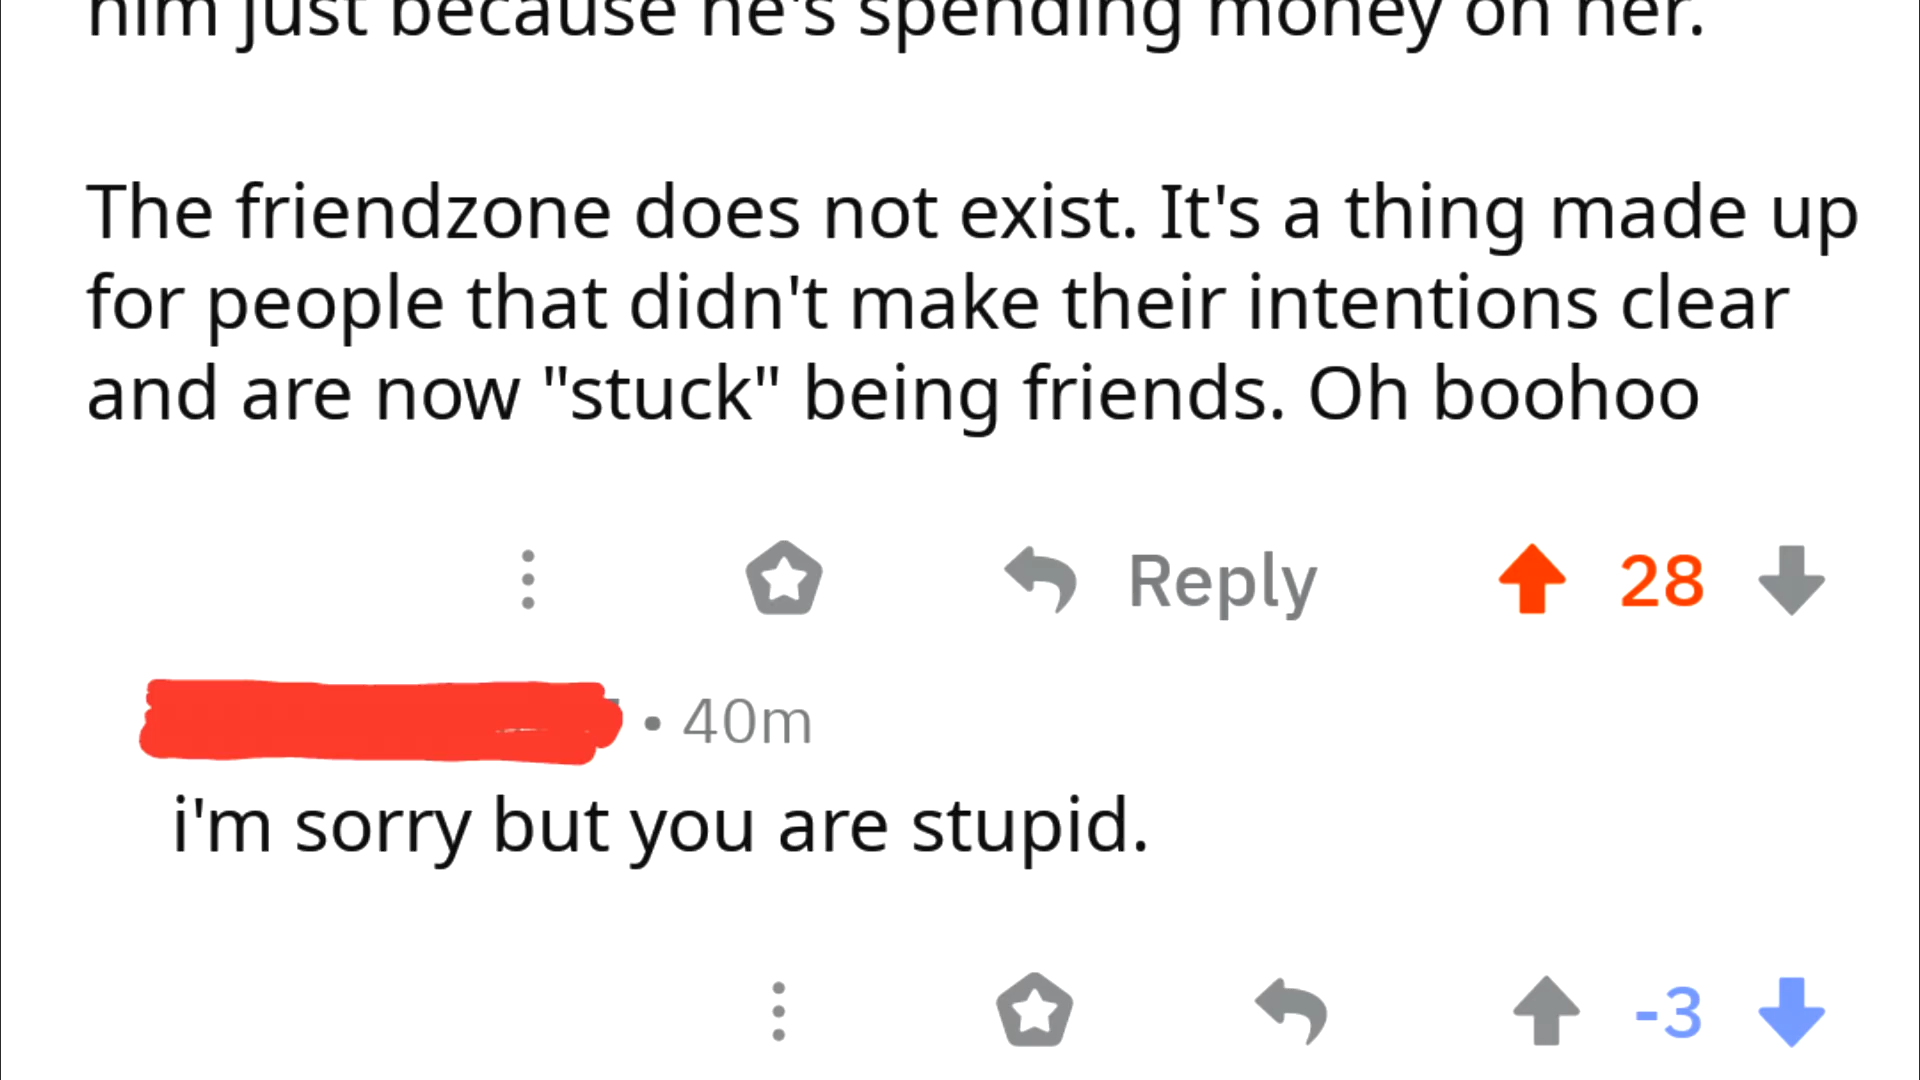 him just because he's spending money on her.
The friendzone does not exist. It's a thing made up
for people that didn't make their intentions clear
and are now "stuck" being friends. Oh boohoo
Reply 28
• 40m
i'm sorry but you are stupid.
-3